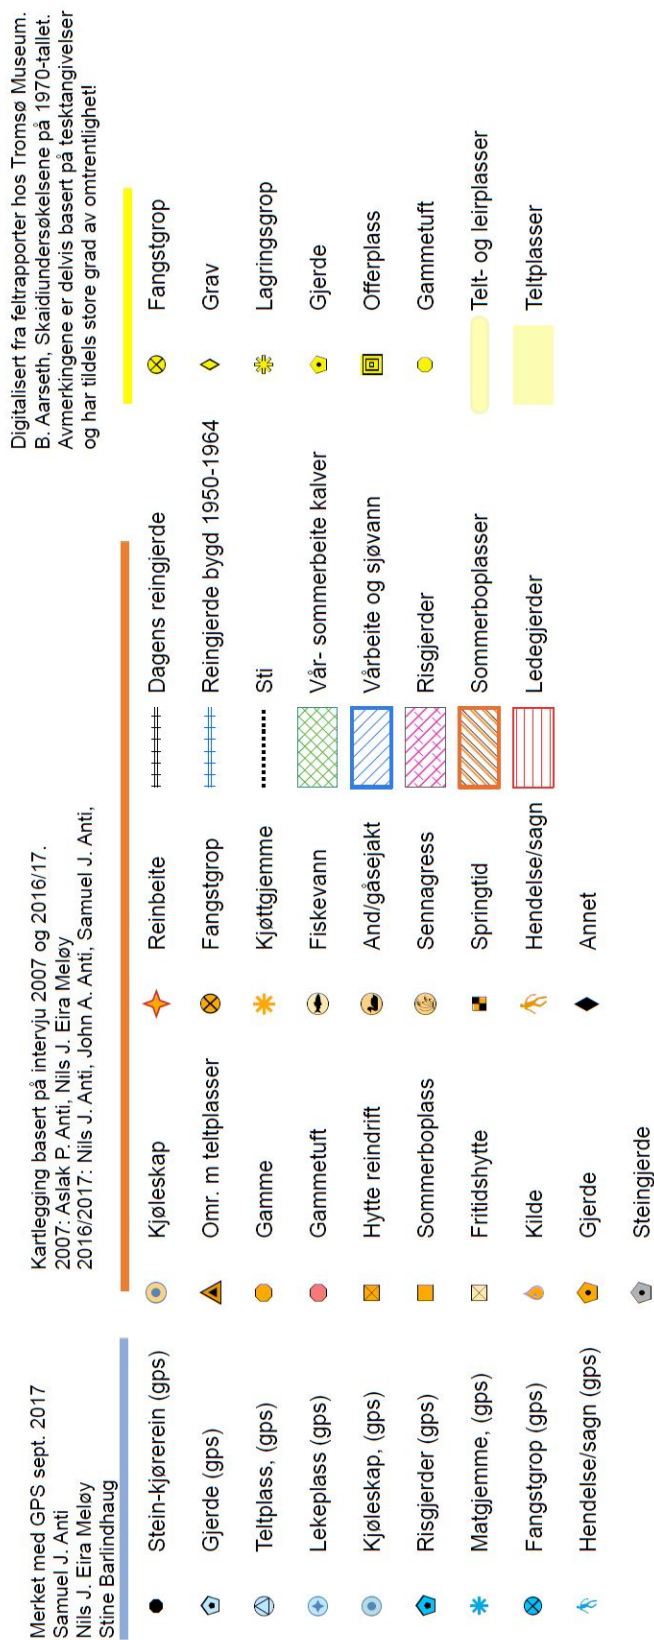 Merket med GPS sept. 2017
Samuel J. Anti
Nils J. Eira Meløy
Stine Barlindhaug
Stein-kjørerein (gps)
Gjerde (gps)
Teltplass, (gps)
Lekeplass (gps)
Kjøleskap, (gps)
Risgjerder (gps)
Matgjemme, (gps)
Fangstgrop (gps)
Hendelse/sagn (gps)
Kartlegging basert på intervju 2007 og 2016/17.
2007: Aslak P. Anti, Nils J. Eira Meløy
2016/2017: Nils J. Anti, John A. Anti, Samuel J. Anti,
Kjøleskap
Omr. m teltplasser
Gamme
Gammetuft
Hytte reindrift
Sommerboplass
Fritidshytte
Kilde
Gjerde
Steingjerde
Reinbeite
Fangstgrop
Kjøttgjemme
Fiskevann
And/gåsejakt
Sennagress
Springtid
Hendelse/sagn
Annet
Dagens reingjerde
Reingjerde bygd 1950-1964
Sti
Vår- sommerbeite kalver
Vårbeite og sjøvann
Risgjerder
Sommerboplasser
Ledegjerder
Digitalisert fra feltrapporter hos Tromsø Museum.
B. Aarseth, Skaidiundersøkelsene på 1970-tallet.
Avmerkingene er delvis basert på tesktangivelser
og har tildels store grad av omtrentlighet!
Fangstgrop
Grav
Lagringsgrop
Gjerde
Offerplass
Gammetuft
Telt- og leirplasser
Teltplasser